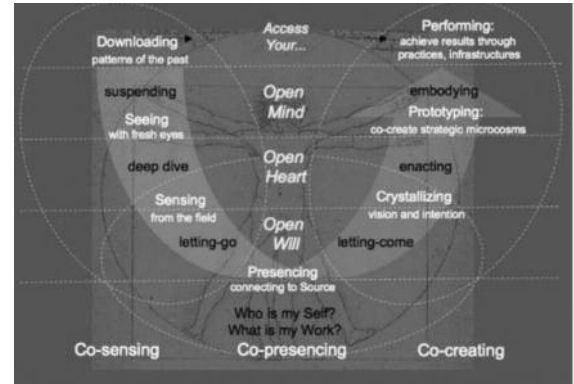 Downloading
patterns of the past
suspending
Seeing
with fresh eyes
deep dive
Sensing
from the field
letting-go
Access
Your...
Open
Mind
Open
Heart
Open
Will
Presencing
connecting to Source
Who is my Self?
What is my Work?
Performing:
achieve results through
practices, infrastructures
embodying
Prototyping:
co-create strategic microcosms
enacting
Crystallizing
vision and intention
letting-come
Co-sensing
Co-presencing
Co-creating